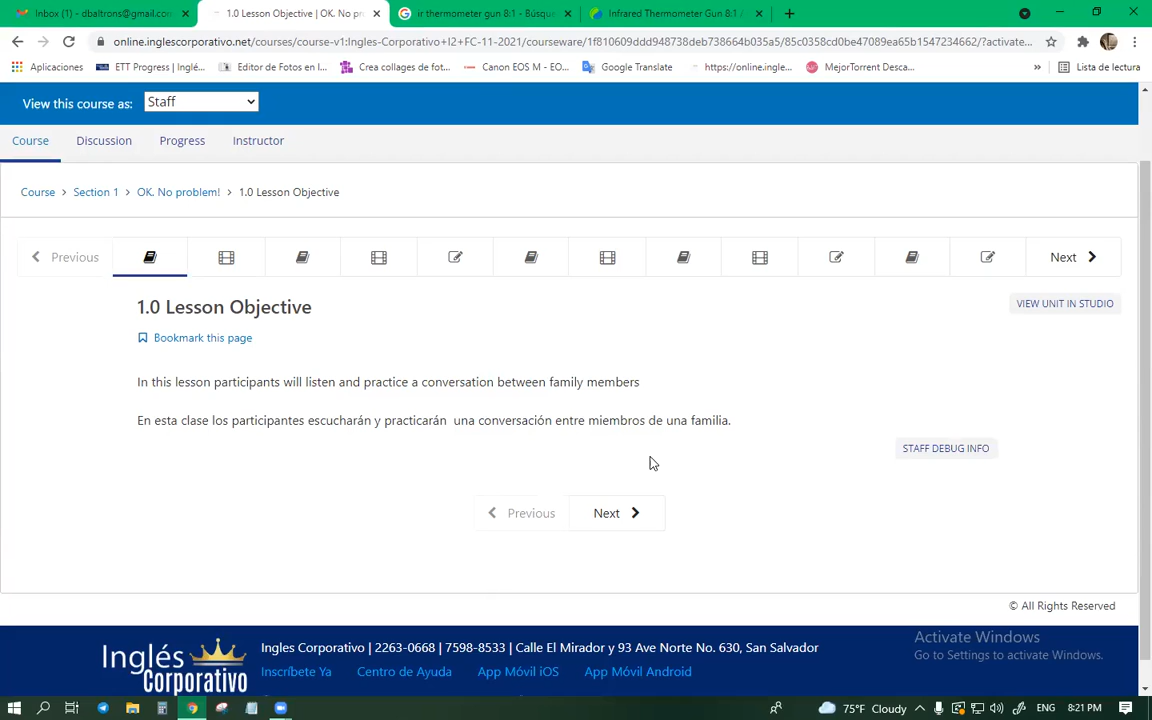 Inbox (1) - dbaltrons@gmail.con
1.0 Lesson Objective | OK. No pr
ir thermometer gun 8:1 - Búsqu
Infrared Thermometer Gun 8:1
online.inglescorporativo.net/courses/course-v1:Ingles-Corporativo+I2+FC-11-2021/courseware/1f810609ddd948738deb738664b035a5/85c0358cd0be47089ea65b1547234662/?activate...
Aplicaciones
ETT Progress | Inglé...
Editor de Fotos en l...
Crea collages de fot...
Canon EOS M - EO...
Google Translate
https://online.ingle...
MejorTorrent Desca...
»
Lista de lectura
View this course as:
Staff
Course
Discussion
Progress
Instructor
Course > Section 1 > OK. No problem! > 1.0 Lesson Objective
Previous
Next
1.0 Lesson Objective
VIEW UNIT IN STUDIO
Bookmark this page
In this lesson participants will listen and practice a conversation between family members
En esta clase los participantes escucharán y practicarán una conversación entre miembros de una familia.
STAFF DEBUG INFO
Previous
Next
© All Rights Reserved
Inglés Corporativo
Ingles Corporativo | 2263-0668 | 7598-8533 | Calle El Mirador y 93 Ave Norte No. 630, San Salvador
Inscríbete Ya
Centro de Ayuda
App Móvil iOS
App Móvil Android
Activate Windows
Go to Settings to activate Windows.
75°F Cloudy
ENG
8:21 PM